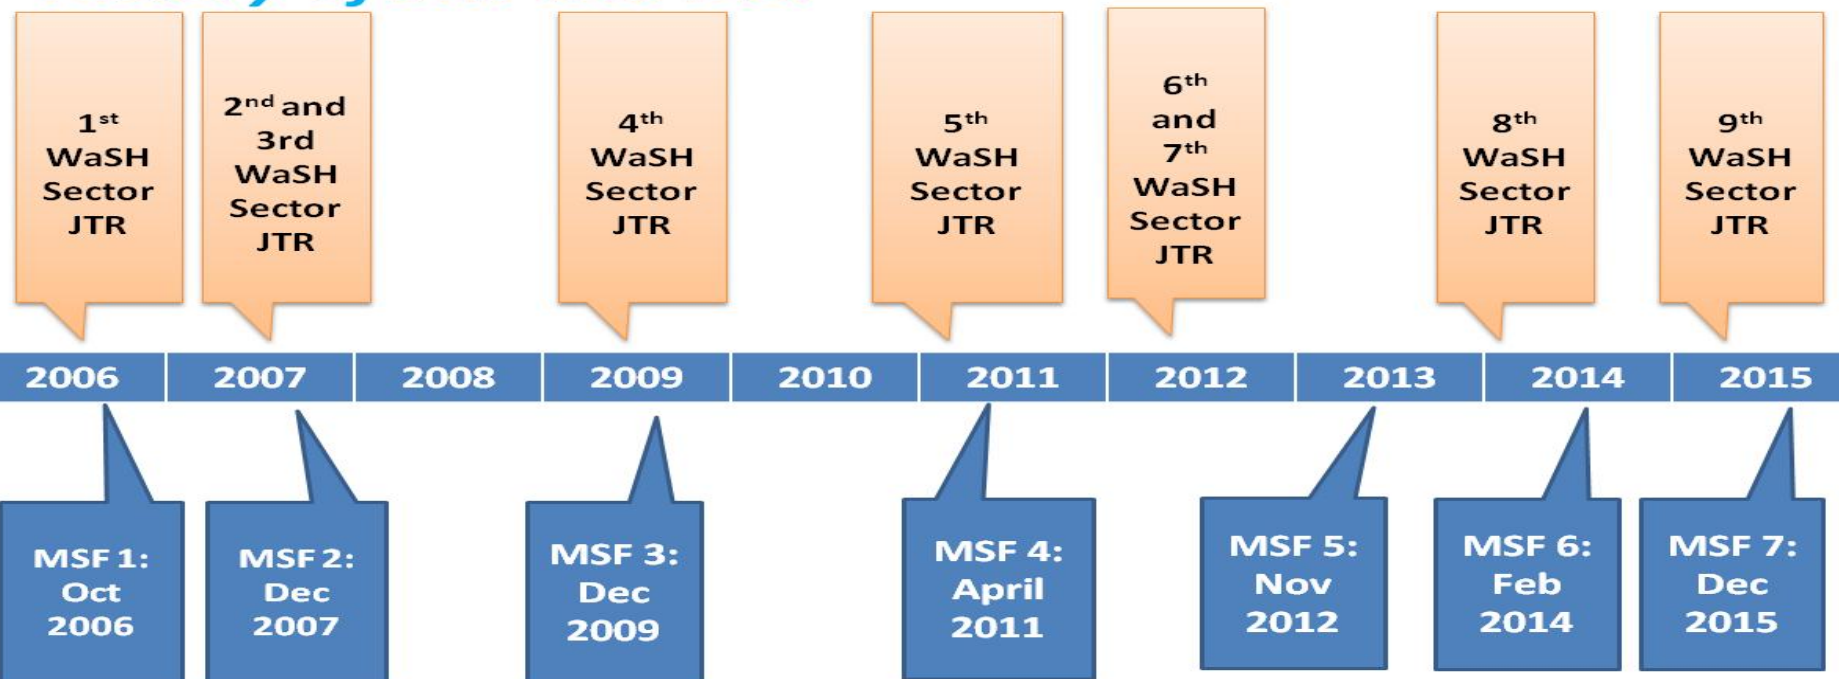 1st
WaSH
Sector
JTR
2nd and
3rd
WaSH
Sector
JTR
4th
WaSH
Sector
JTR
5th
WaSH
Sector
JTR
6th
and
7th
WaSH
Sector
JTR
8th
WaSH
Sector
JTR
9th
WaSH
Sector
JTR
2006 2007 2008 2009 2010 2011 2012 2013 2014 2015
MSF 1:
Oct
2006
MSF 2:
Dec
2007
MSF 3:
Dec
2009
MSF 4:
April
2011
MSF 5:
Nov
2012
MSF 6:
Feb
2014
MSF 7:
Dec
2015